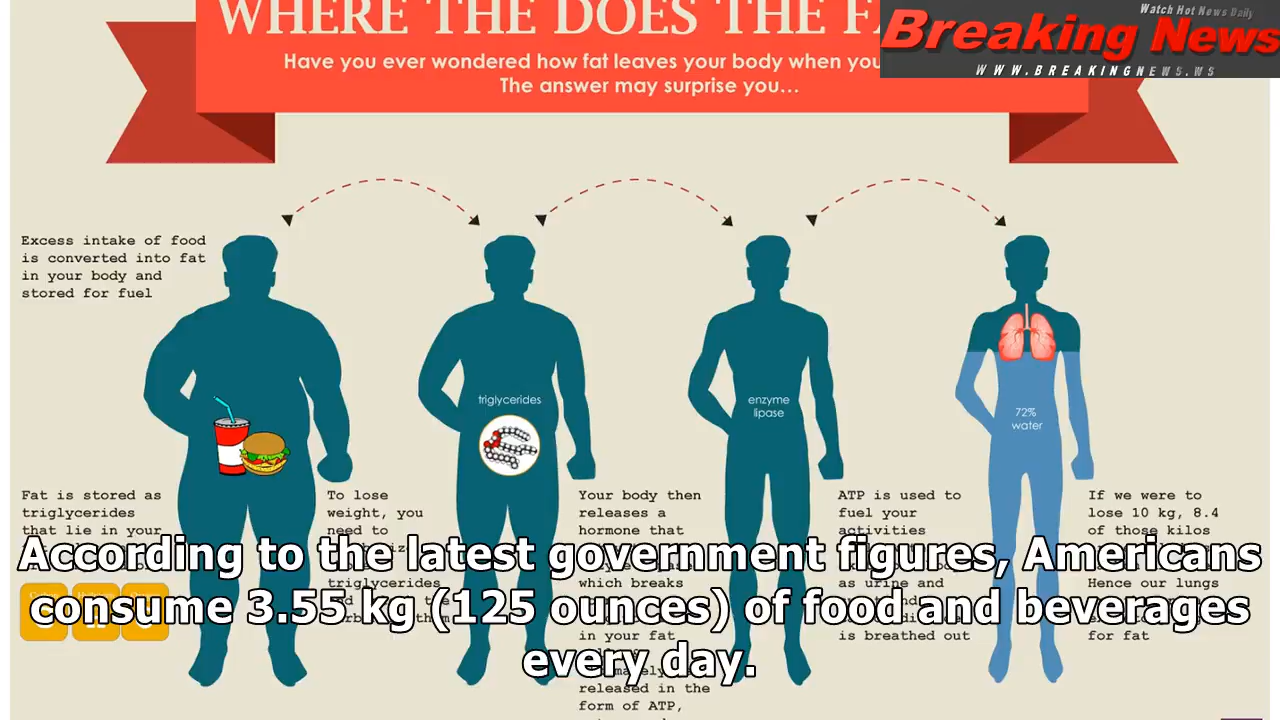 WHERE THE DOES THE
Have you ever wondered how fat leaves your body when you
The answer may surprise you...
Watch Hot News Daily
Breaking News
WWW.BREAKINGNEWS.WS
Excess intake of food
is converted into fat
in your body and
stored for fuel
triglycerides
enzyme
lipase
72%
water
Fat is stored as
triglycerides
that lie in your
To lose
weight, you
need to
triglycerides
Your body then
releases a
hormone that
which breaks
in your fat
released in the
form of ATP,
ATP is used to
fuel your
activities
as urine and
is breathed out
If we were to
lose 10 kg, 8.4
of those kilos
Hence our lungs
for fat
According to the latest government figures, Americans
consume 3.55 kg (125 ounces) of food and beverages
every day.